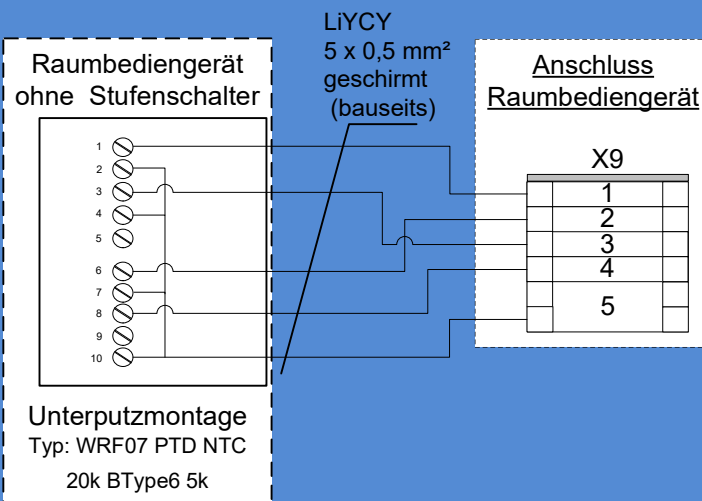 LiYCY
5 x 0,5 mm²
geschirmt
(bauseits)
Raumbediengerät
ohne Stufenschalter
1
2
3
4
5
6
7
8
9
10
Unterputzmontage
Typ: WRF07 PTD NTC
20k BType6 5k
Anschluss
Raumbediengerät
X9
1
2
3
4
5